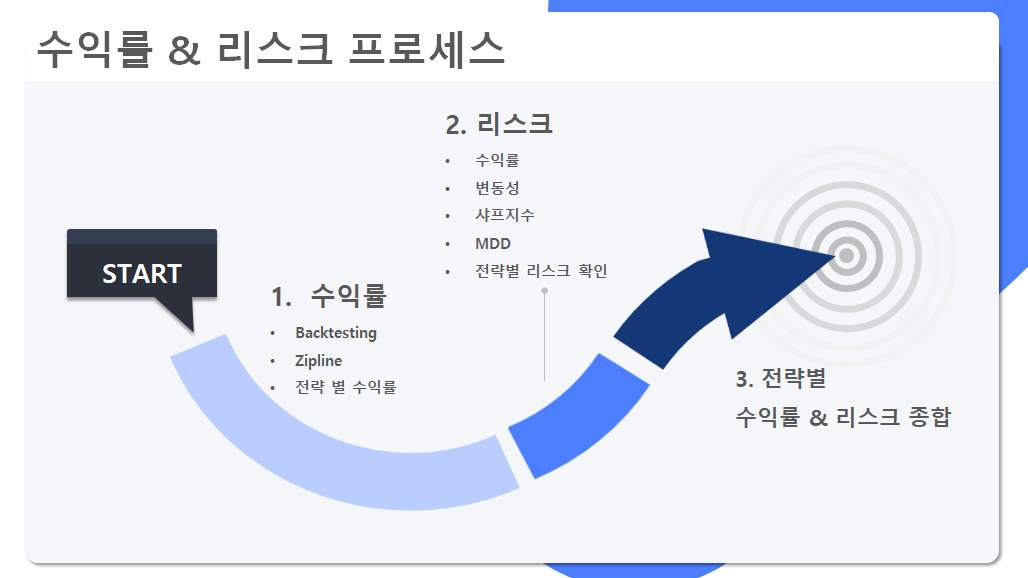 수익률 & 리스크 프로세스
START
1. 수익률
• Backtesting
• Zipline
• 전략 별 수익률
2. 리스크
• 수익률
•변동성
• 샤프지수
• MDD
• 전략별 리스크 확인
3. 전략별
수익률 & 리스크 종합